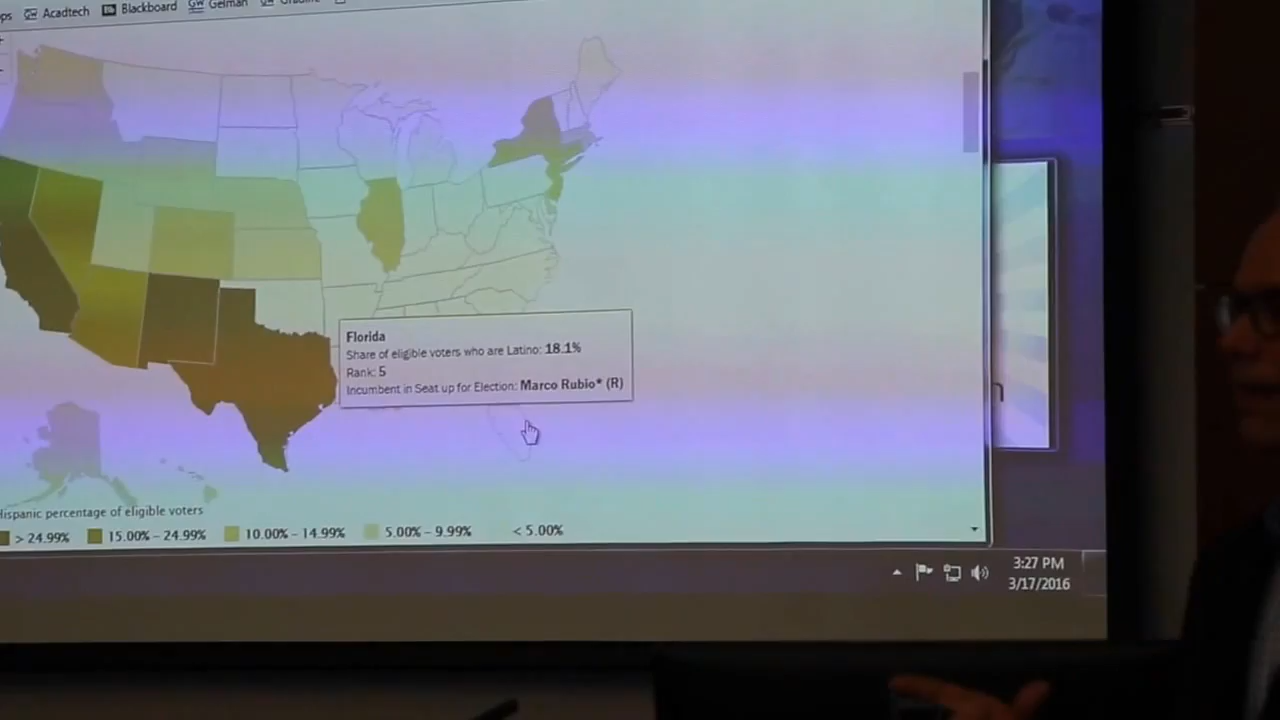 Acadtech Blackboard Gelman
Florida
Share of eligible voters who are Latino: 18.1%
Rank: 5
Incumbent in Seat up for Election: Marco Rubio* (R)
Hispanic percentage of eligible voters
> 24.99% 15.00% - 24.99% 10.00% - 14.99% 5.00% - 9.99% < 5.00%
3:27 PM
3/17/2016